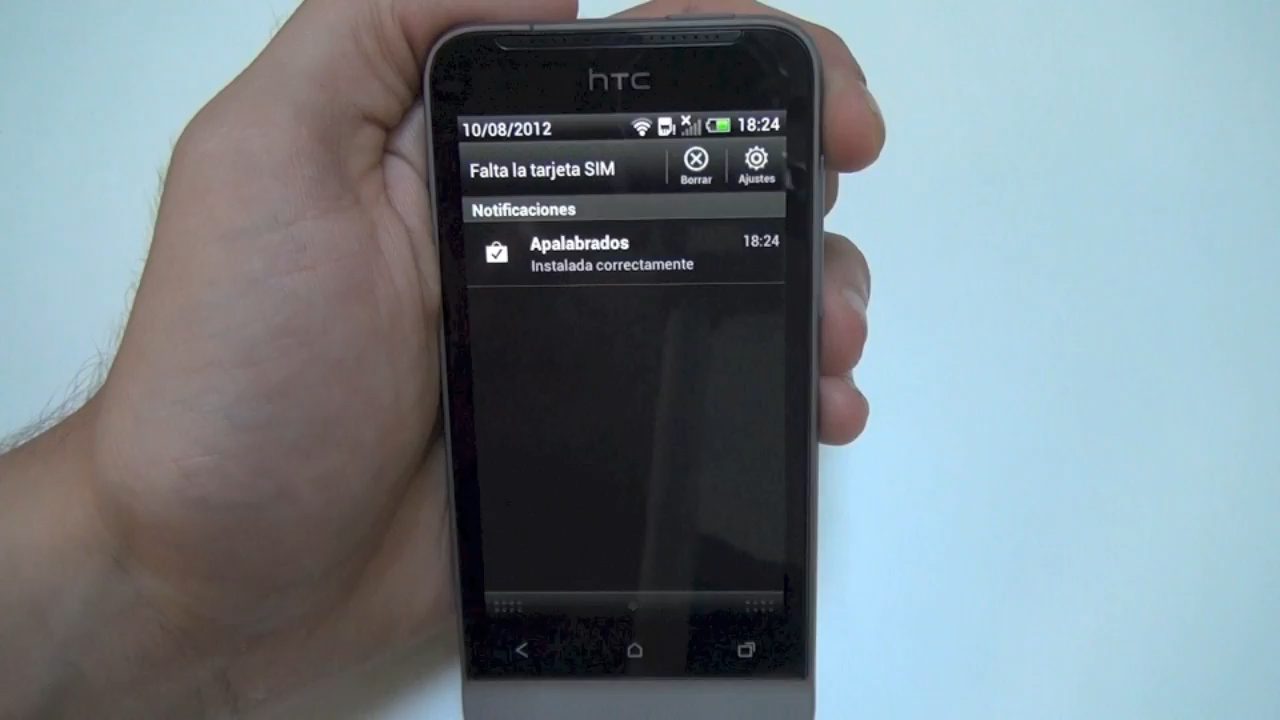 hTC
10/08/2012 18:24
Falta la tarjeta SIM
Borrar
Ajustes
Notificaciones
Apalabrados 18:24
Instalada correctamente